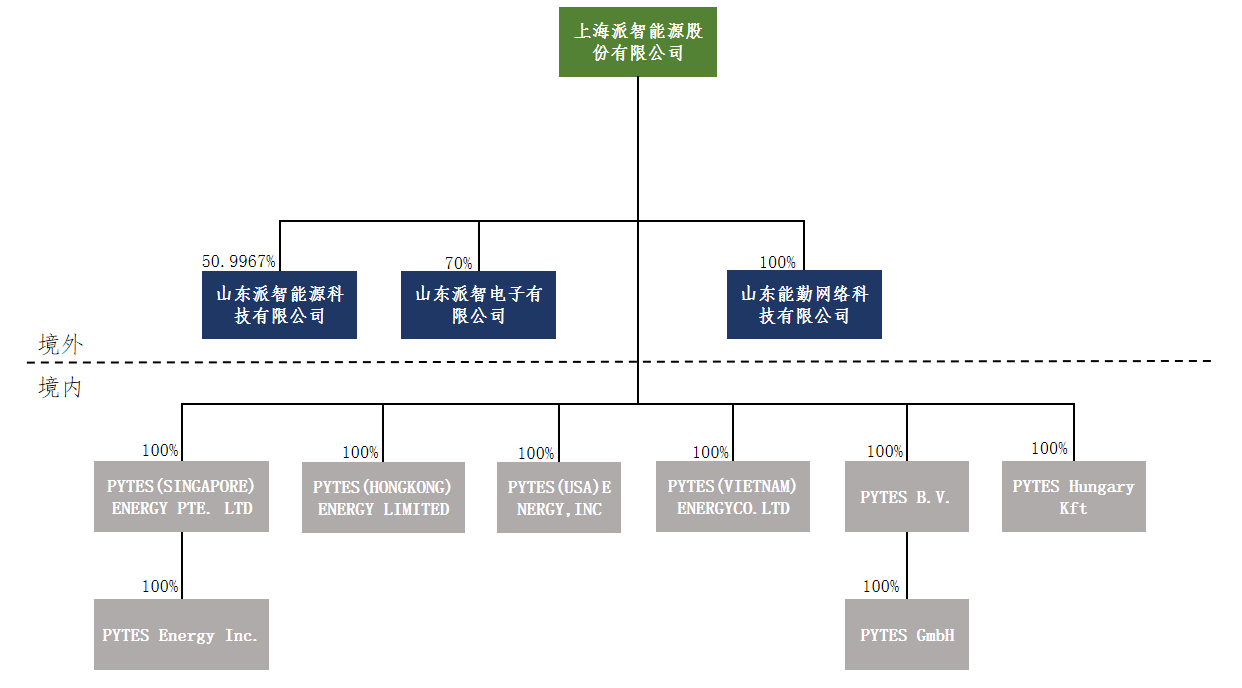 上海派智能源股
份有限公司
50.9967%
70%
100%
山东派智能源科
技有限公司
山东派智电子有
限公司
山东能勤网络科
技有限公司
境外
境内
100%
100%
100%
100%
100%
100%
PYTES(SINGAPORE)
ENERGY PTE. LTD
PYTES(HONGKONG)
ENERGY LIMITED
PYTES(USA)E
NERGY,INC
PYTES(VIETNAM)
ENERGYCO.LTD
PYTES B.V.
PYTES Hungary
Kft
100%
100%
PYTES Energy Inc.
PYTES GmbH